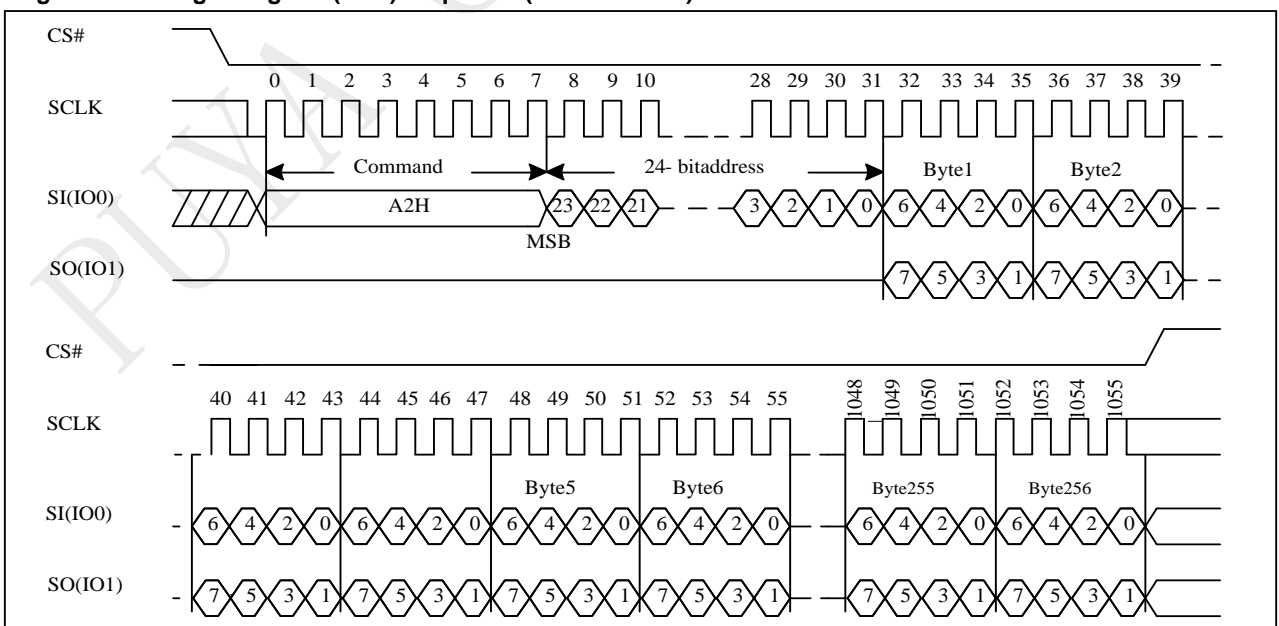 PUYA
CS#
0 1 2 3 4 5 6 7 8 9 10 28 29 30 31 32 33 34 35 36 37 38 39
SCLK
Command 24- bitaddress Byte1 Byte2
SI(IO0) A2H 23 22 21 3 2 1 0 6 4 2 0 6 4 2 0
MSB
SO(IO1) 7 5 3 1 7 5 3 1
CS#
40 41 42 43 44 45 46 47 48 49 50 51 52 53 54 55 1048 1049 1050 1051 1052 1053 1054 1055
SCLK
Byte5 Byte6 Byte255 Byte256
SI(IO0) 6 4 2 0 6 4 2 0 6 4 2 0 6 4 2 0 6 4 2 0 6 4 2 0
SO(IO1) 7 5 3 1 7 5 3 1 7 5 3 1 7 5 3 1 7 5 3 1 7 5 3 1